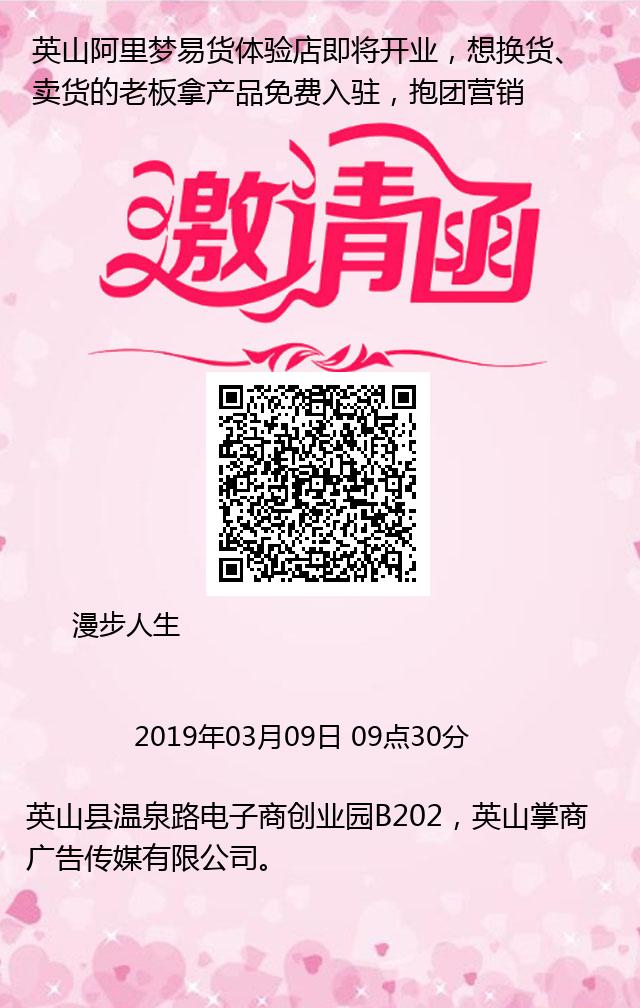 英山阿里梦易货体验店即将开业，想换货、
卖货的老板拿产品免费入驻，抱团营销
邀请函
漫步人生
2019年03月09日 09点30分
英山县温泉路电子商创业园B202，英山掌商
广告传媒有限公司。